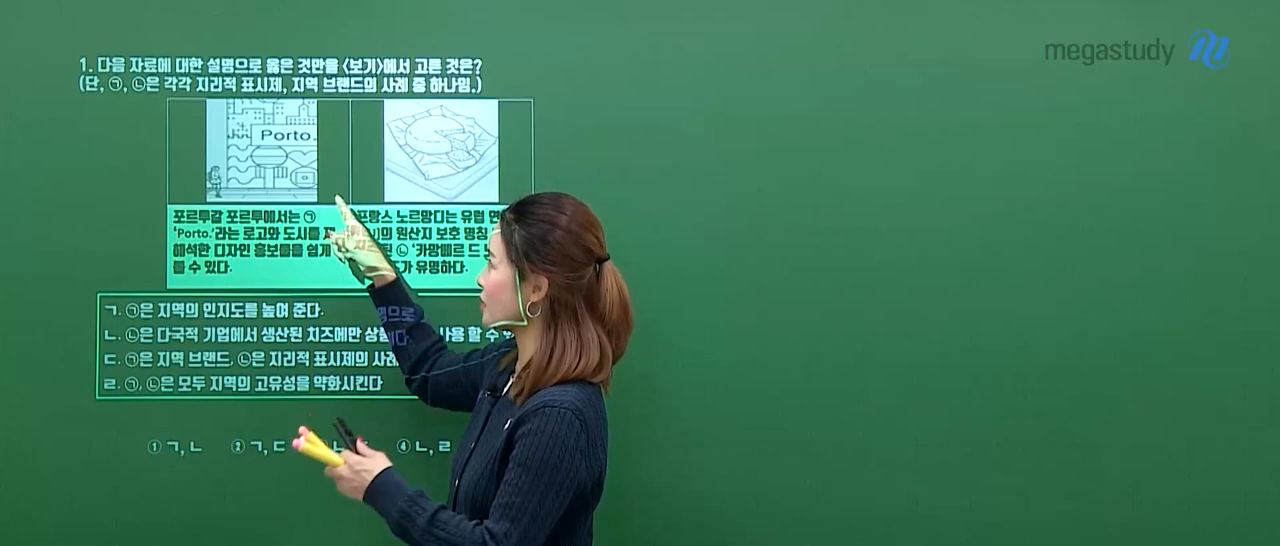 megastudy
1. 다음 자료에 대한 설명으로 옳은 것만을 <보기>에서 고른 것은?
(단, ㉠, ㉡은 각각 지리적 표시제, 지역 브랜드의 사례 중 하나임.)
Porto.
포르투갈 포르투에서는 ㉠
'Porto.'라는 로고와 도시를
해석한 디자인 홍보물을 쉽게
볼 수 있다.
프랑스 노르망디는 유럽
의 원산지 보호 명칭
된 ㉡ '카망베르 드
가 유명하다.
ㄱ. ㉠은 지역의 인지도를 높여 준다.
ㄴ. ㉡은 다국적 기업에서 생산된 치즈에만 사용 할 수
ㄷ. ㉠은 지역 브랜드, ㉡은 지리적 표시제의
ㄹ. ㉠, ㉡은 모두 지역의 고유성을 약화시킨다
① ㄱ, ㄴ ② ㄱ, ㄷ ④ ㄴ, ㄹ